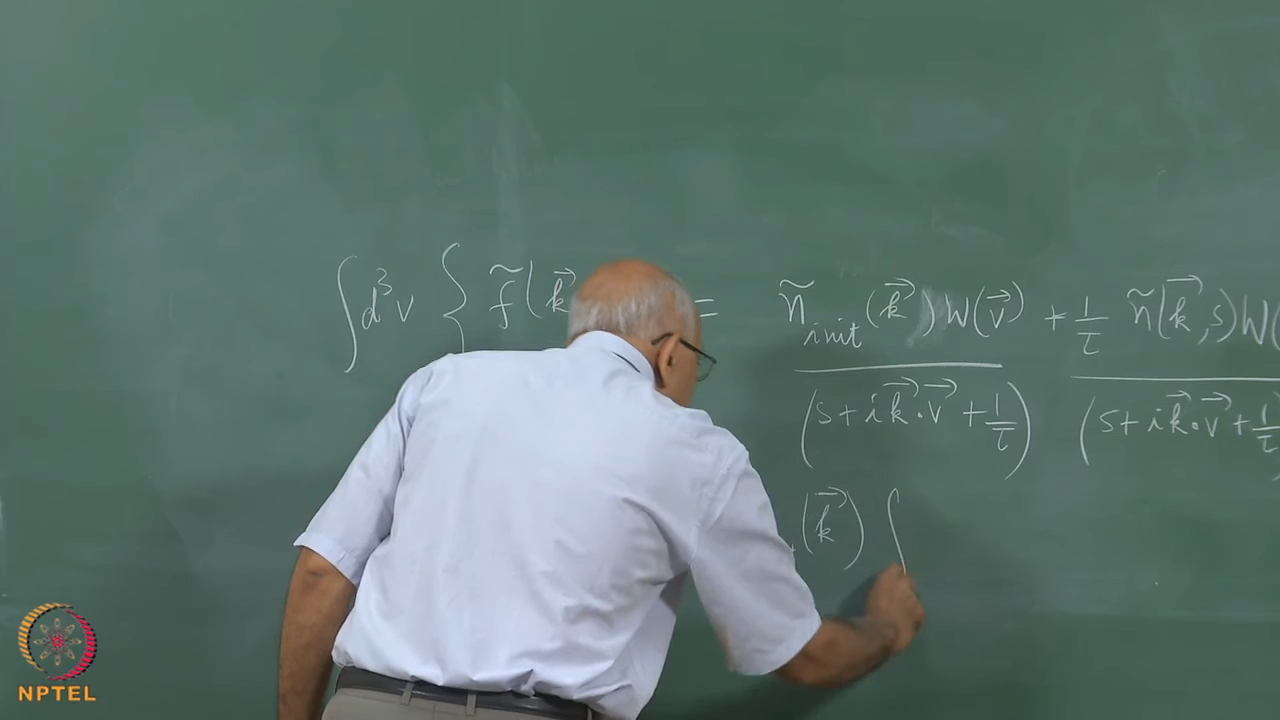 ∫d³v { f̃(k⃗ = ñ_init(k⃗)W(v⃗) + 1/τ ñ(k⃗,s)W(
(s+ik⃗·v⃗+1/τ) (s+ik⃗·v⃗+1/τ
(k⃗) ∫
NPTEL